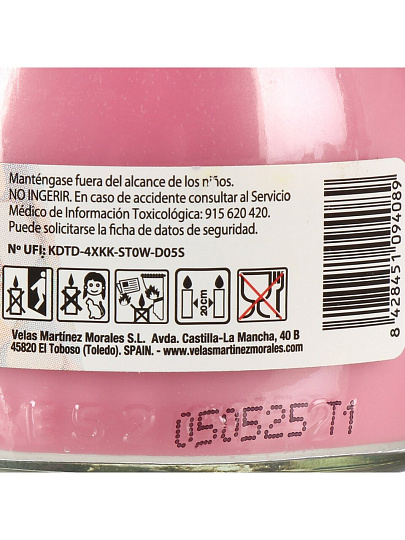 Manténgase fuera del alcance de los niños.
NO INGERIR. En caso de accidente consultar al Servicio
Médico de Información Toxicológica: 915 620 420.
Puede solicitarse la ficha de datos de seguridad.
Nº UFI: KDTD-4XKK-ST0W-D05S
20 cm
Velas Martínez Morales S.L. Avda. Castilla-La Mancha, 40 B
45820 El Toboso (Toledo). SPAIN. - www.velasmartinezmorales.com
8 428451 094089
050625 T1